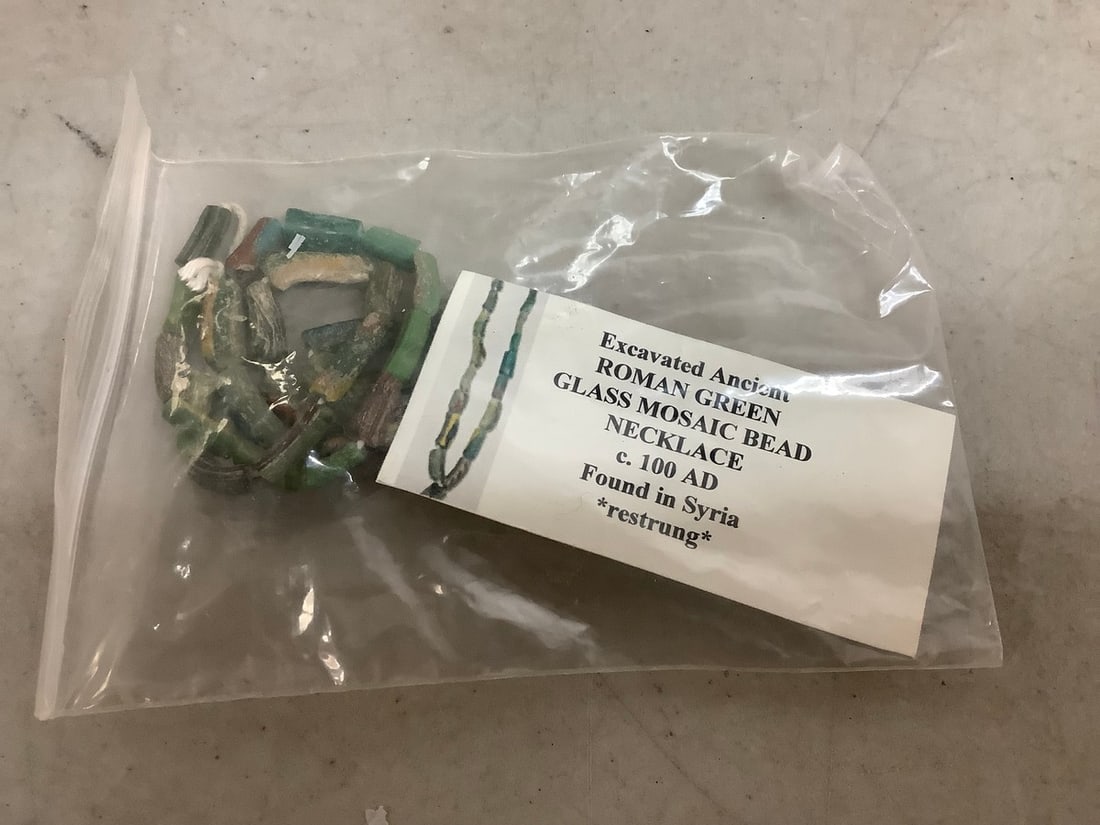 Excavated Ancient
ROMAN GREEN
GLASS MOSAIC BEAD
NECKLACE
c. 100 AD
Found in Syria
*restrung*